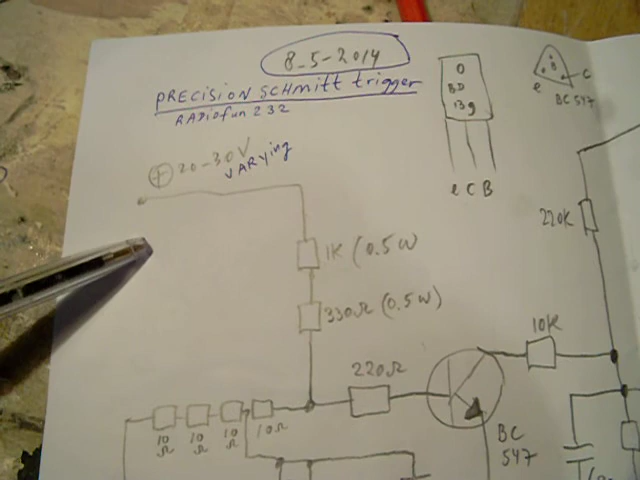 8-5-2014
PRECISION SCHMITT trigger
RADiofun 232
+ 20-30V
VARYing
O
BD
139
e C B
B
e
C
BC 547
1K (0.5W
330Ω (0.5W)
220K
10K
220Ω
10
Ω
10
Ω
10
Ω
10Ω
BC
547